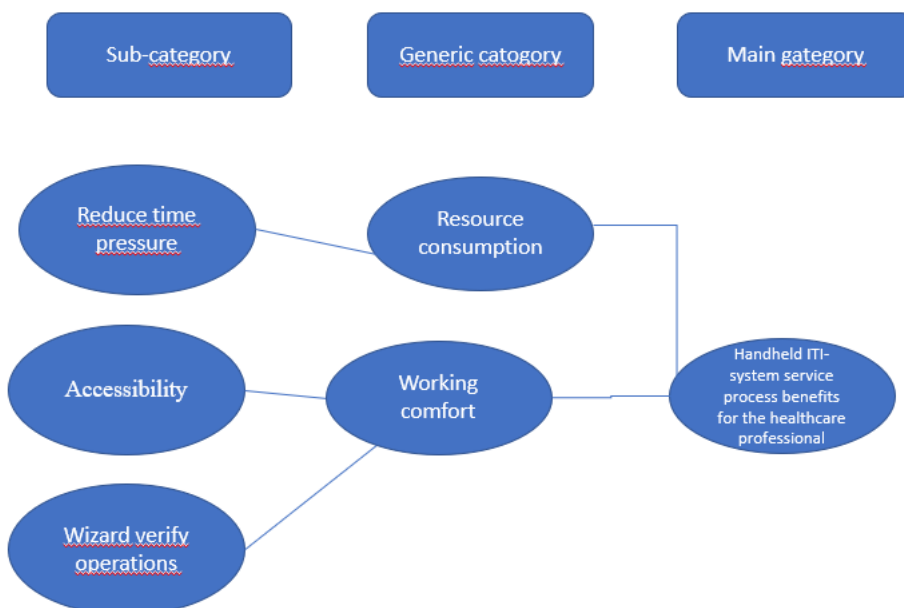 Sub-category
Generic catogory
Main gategory
Reduce time
pressure
Resource
consumption
Accessibility
Working
comfort
Handheld ITI-
system service
process benefits
for the healthcare
professional
Wizard verify
operations